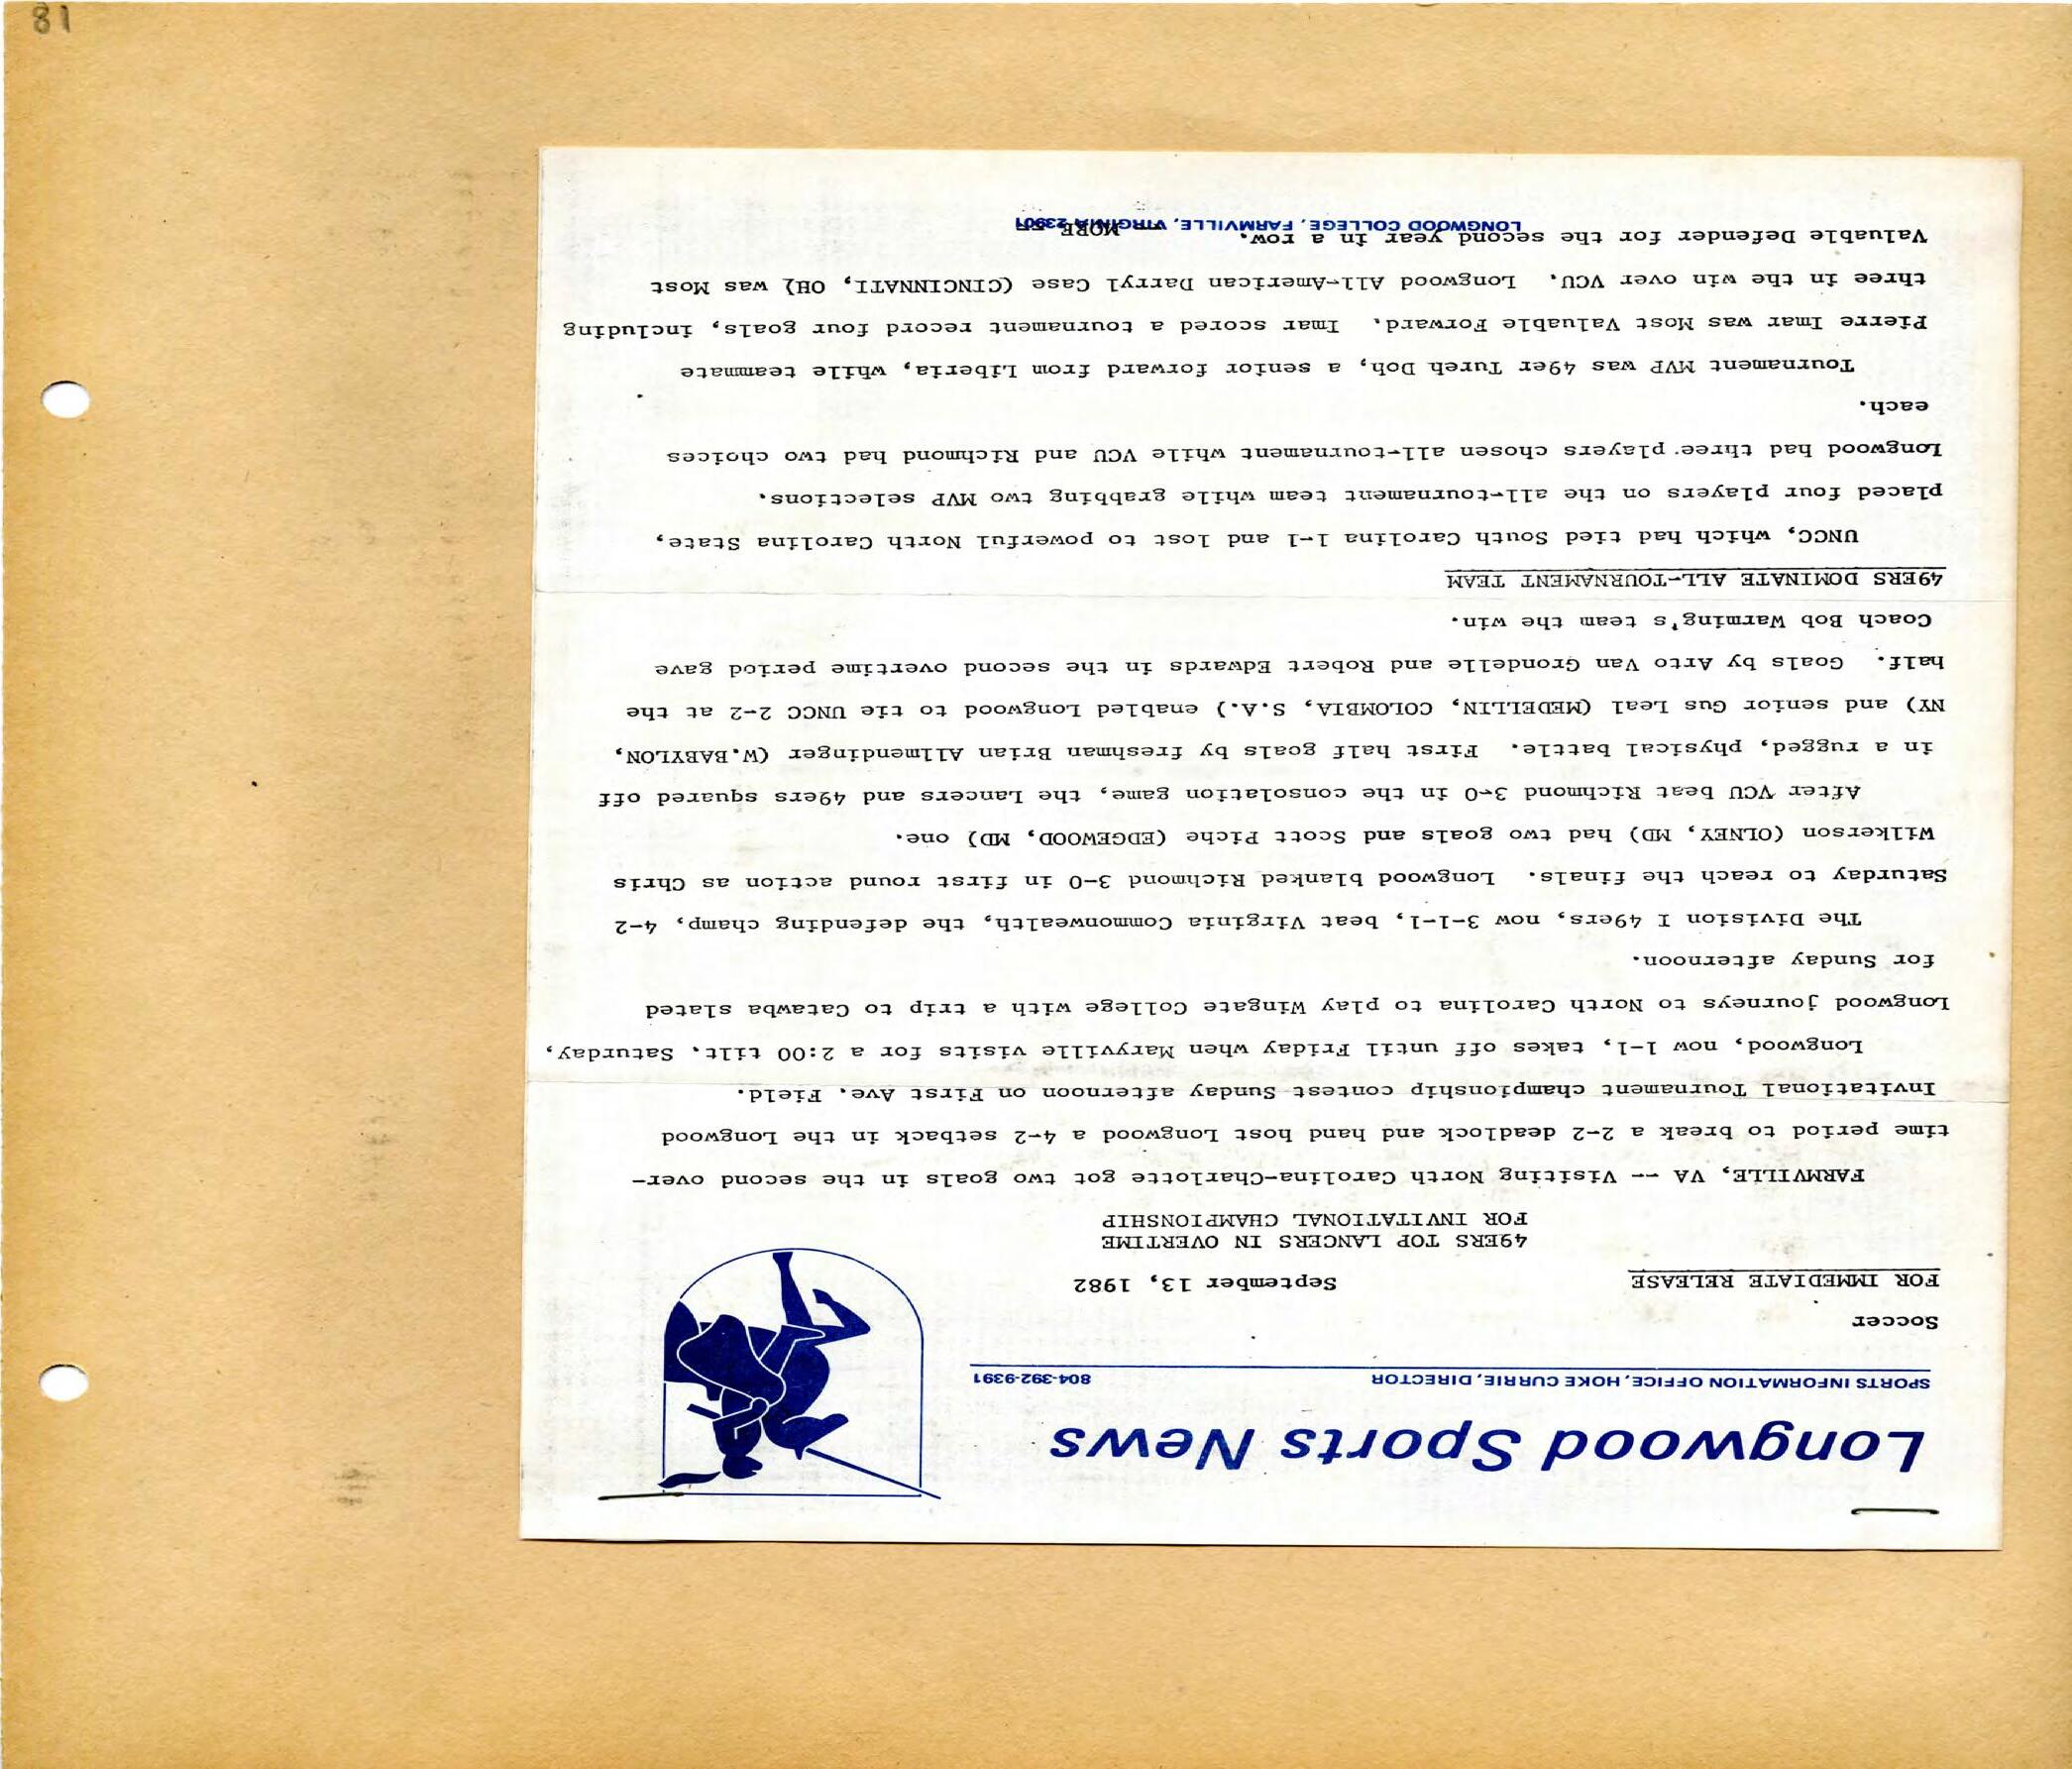 Longwood Sports News
SPORTS INFORMATION OFFICE, HOKE CURRIE, DIRECTOR 804-392-9391
Soccer
FOR IMMEDIATE RELEASE September 13, 1982
49ERS TOP LANCERS IN OVERTIME
FOR INVITATIONAL CHAMPIONSHIP
FARMVILLE, VA -- Visiting North Carolina-Charlotte got two goals in the second over-
time period to break a 2-2 deadlock and hand host Longwood a 4-2 setback in the Longwood
Invitational Tournament championship contest Sunday afternoon on First Ave. Field.
Longwood, now 1-1, takes off until Friday when Maryville visits for a 2:00 tilt. Saturday,
Longwood journeys to North Carolina to play Wingate College with a trip to Catawba slated
for Sunday afternoon.
The Division I 49ers, now 3-1-1, beat Virginia Commonwealth, the defending champ, 4-2
Saturday to reach the finals. Longwood blanked Richmond 3-0 in first round action as Chris
Wilkerson (OLNEY, MD) had two goals and Scott Piche (EDGEWOOD, MD) one.
After VCU beat Richmond 3-0 in the consolation game, the Lancers and 49ers squared off
in a rugged, physical battle. First half goals by freshman Brian Allmendinger (W.BABYLON,
NY) and senior Gus Leal (MEDELLIN, COLOMBIA, S.A.) enabled Longwood to tie UNCC 2-2 at the
half. Goals by Arto Van Grondelle and Robert Edwards in the second overtime period gave
Coach Bob Warming's team the win.
49ERS DOMINATE ALL-TOURNAMENT TEAM
UNCC, which had tied South Carolina 1-1 and lost to powerful North Carolina State,
placed four players on the all-tournament team while grabbing two MVP selections.
Longwood had three players chosen all-tournament while VCU and Richmond had two choices
each.
Tournament MVP was 49er Tureh Doh, a senior forward from Liberia, while teammate
Pierre Imar was Most Valuable Forward. Imar scored a tournament record four goals, including
three in the win over VCU. Longwood All-American Darryl Case (CINCINNATI, OH) was Most
Valuable Defender for the second year in a row.
-- MORE --
LONGWOOD COLLEGE, FARMVILLE, VIRGINIA 23901
81